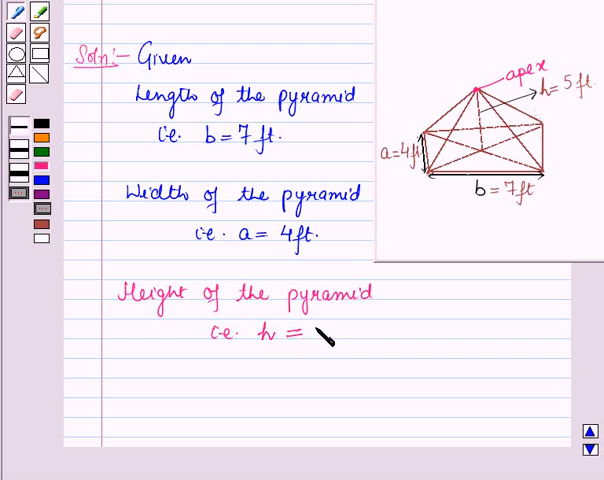 Soln:- Given
Length of the pyramid
i.e. b = 7 ft.
Width of the pyramid
i.e. a = 4 ft.
Height of the pyramid
i.e. h =
apex
h = 5 ft
a = 4 ft
b = 7 ft